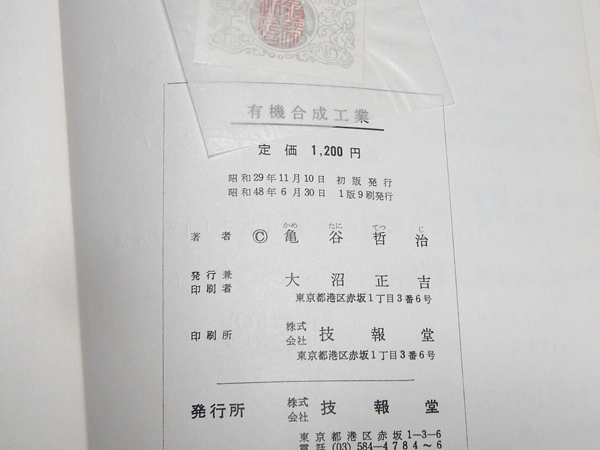 有機合成工業
定価 1,200円
昭和29年11月10日 初版発行
昭和48年6月30日 1版9刷発行
かめ たに てつ じ
著者 © 亀谷哲治
発行兼印刷者 大沼正吉
東京都港区赤坂1丁目3番6号
印刷所 株式会社 技報堂
東京都港区赤坂1丁目3番6号
発行所 株式会社 技報堂
東京都港区赤坂1-3-6
電話(03)584-4784~6